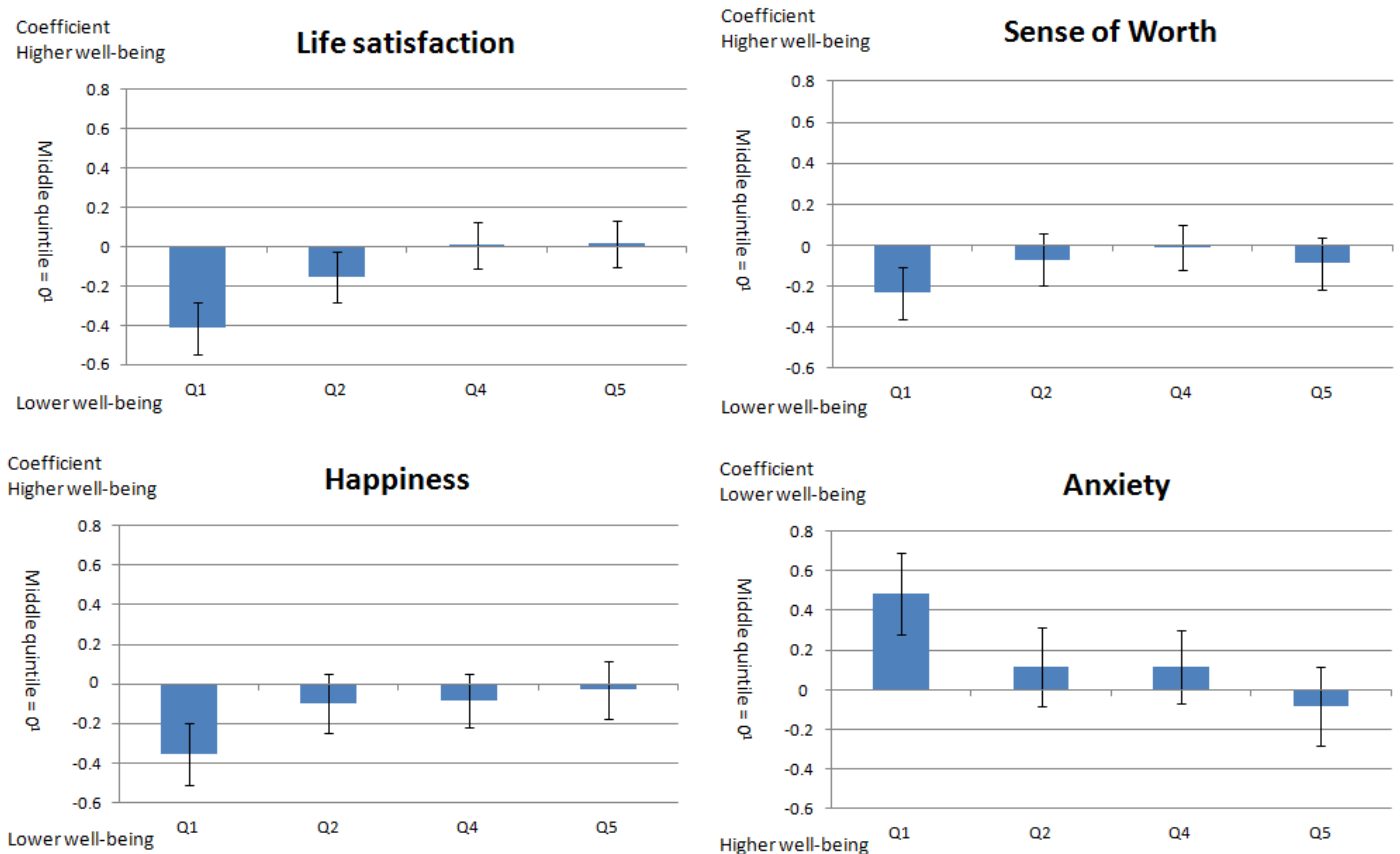 Coefficient
Higher well-being
Life satisfaction
0.8
0.6
0.4
0.2
0
-0.2
-0.4
-0.6
Middle quintile = 0¹
Q1 Q2 Q4 Q5
Lower well-being
Coefficient
Higher well-being
Sense of Worth
0.8
0.6
0.4
0.2
0
-0.2
-0.4
-0.6
Middle quintile = 0¹
Q1 Q2 Q4 Q5
Lower well-being
Coefficient
Higher well-being
Happiness
0.8
0.6
0.4
0.2
0
-0.2
-0.4
-0.6
Middle quintile = 0¹
Q1 Q2 Q4 Q5
Lower well-being
Coefficient
Lower well-being
Anxiety
0.8
0.6
0.4
0.2
0
-0.2
-0.4
-0.6
Middle quintile = 0¹
Q1 Q2 Q4 Q5
Higher well-being